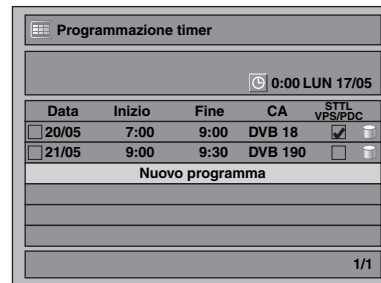 Programmazione timer
0:00 LUN 17/05
Data Inizio Fine CA STTL VPS/PDC
20/05 7:00 9:00 DVB 18
21/05 9:00 9:30 DVB 190
Nuovo programma
1/1